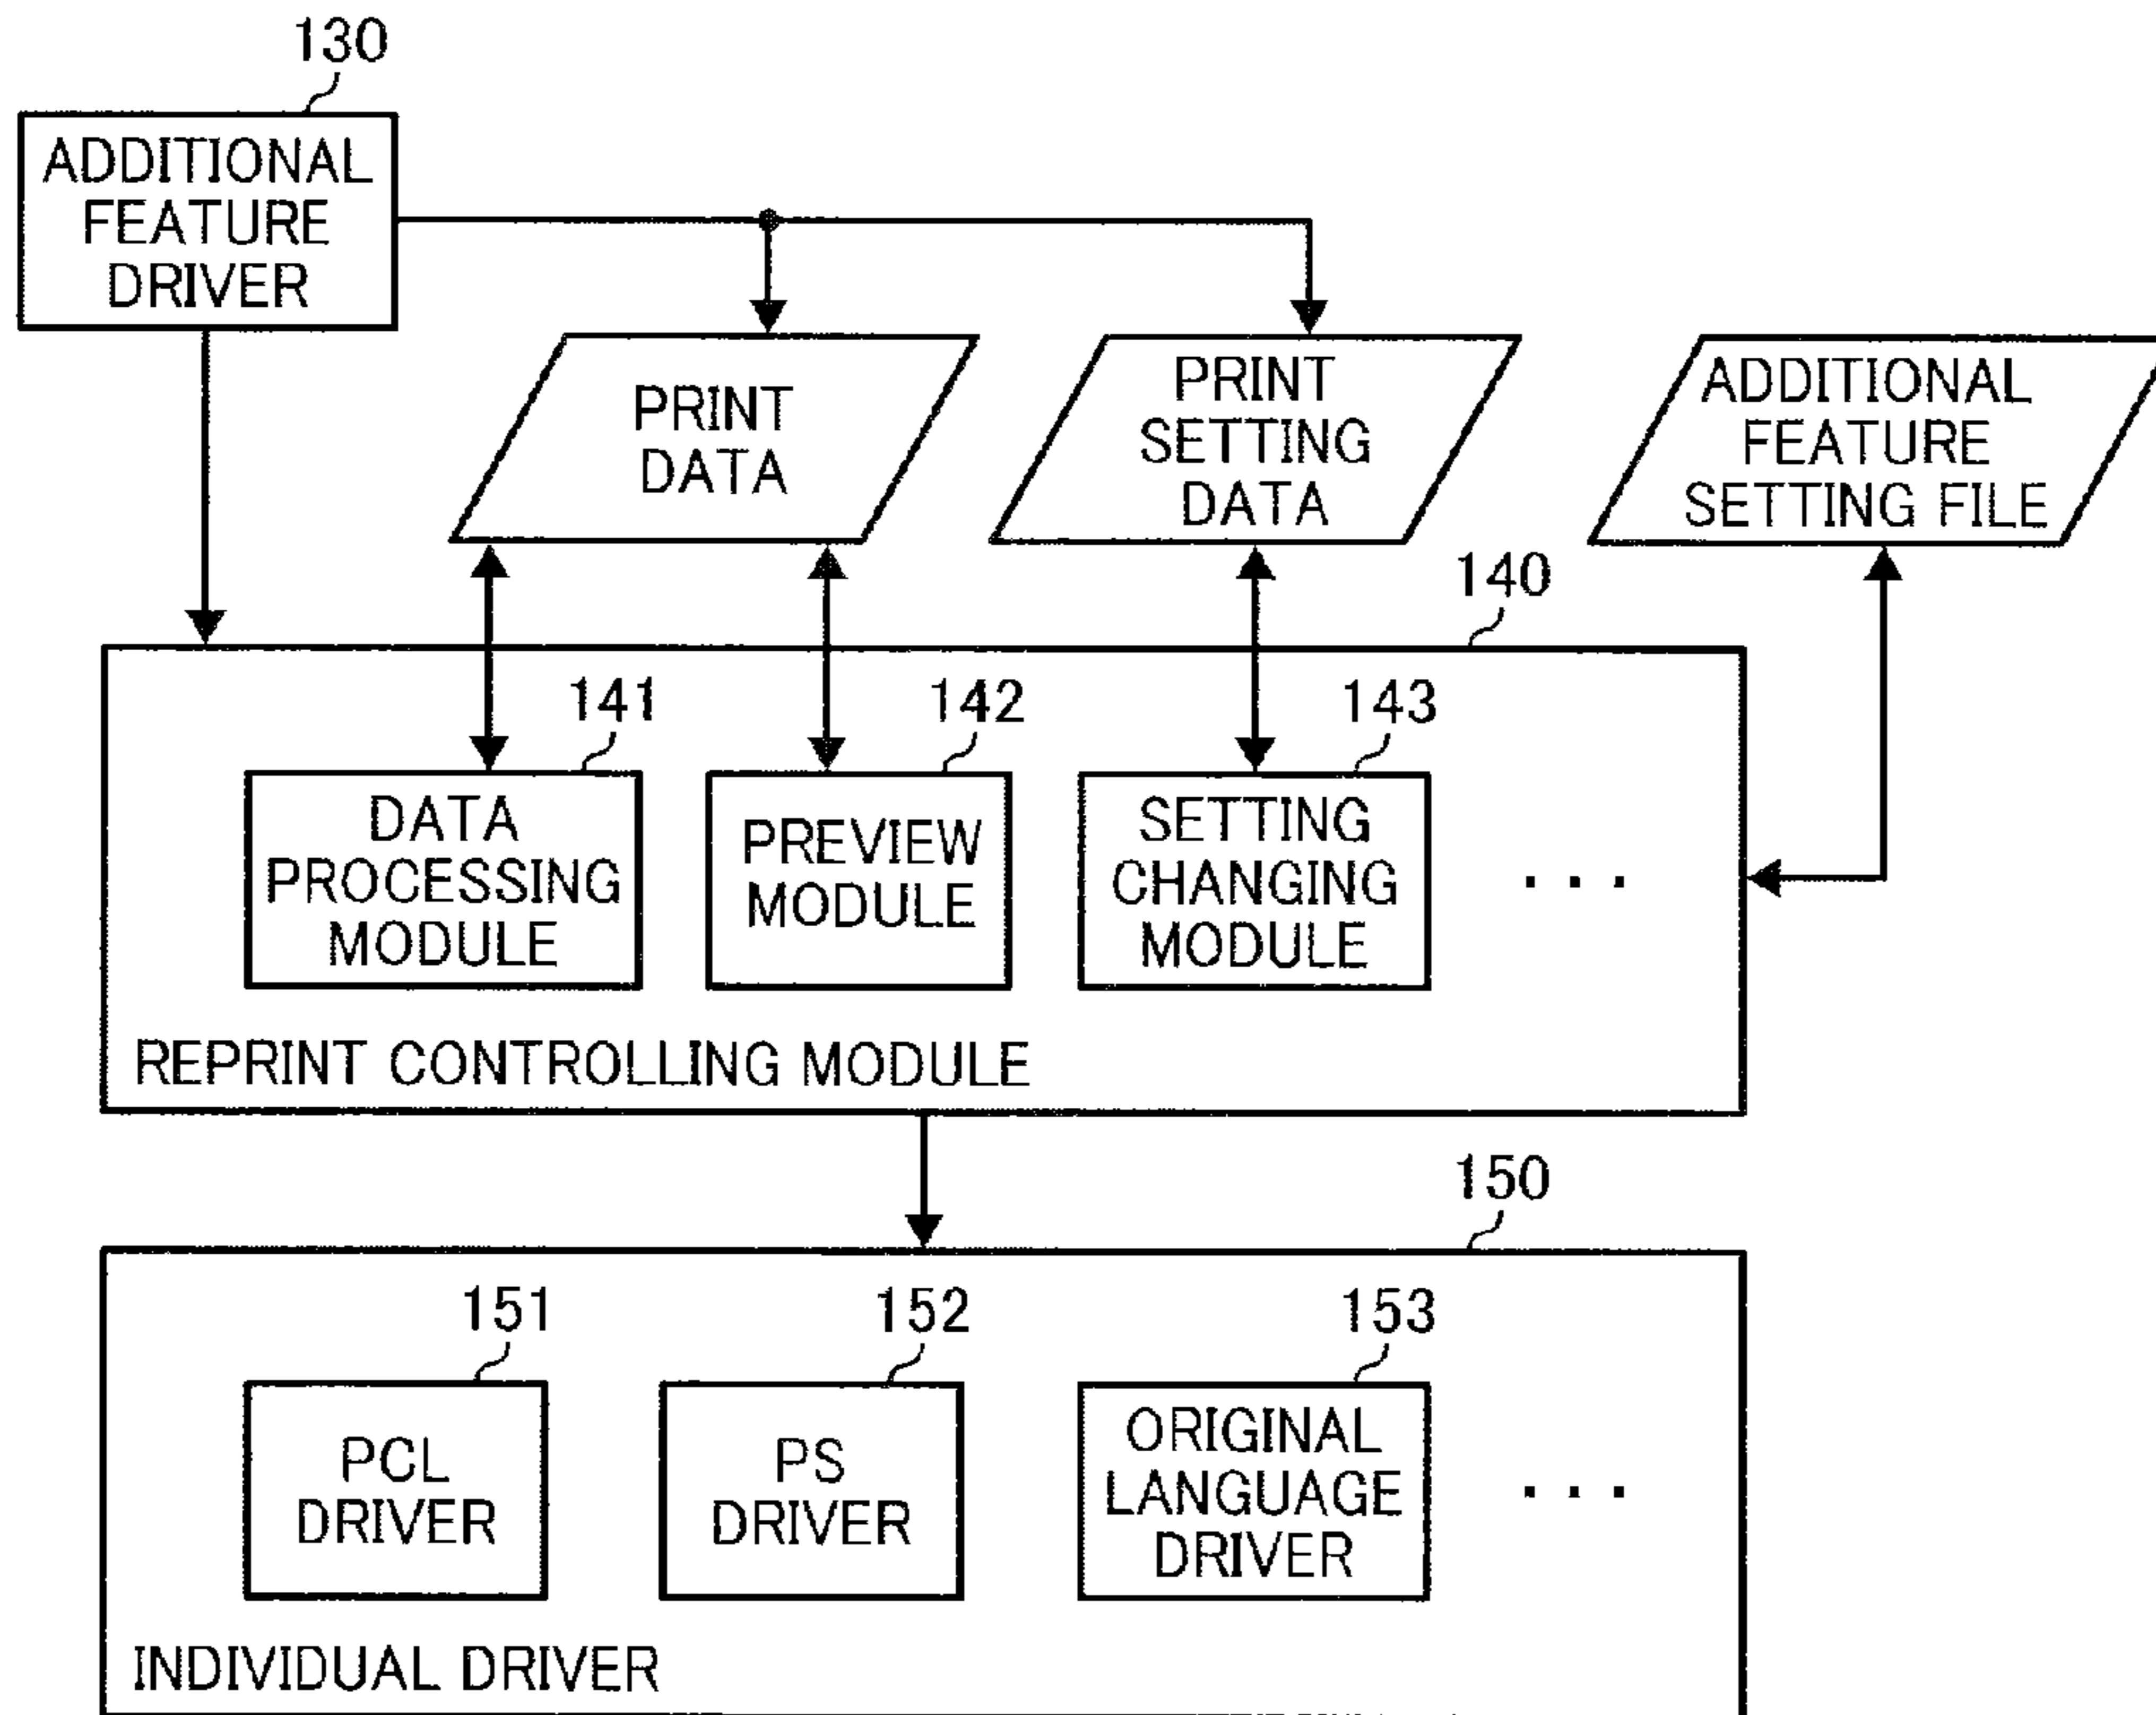 130
ADDITIONAL
FEATURE
DRIVER
PRINT
DATA
PRINT
SETTING
DATA
ADDITIONAL
FEATURE
SETTING FILE
140
141
142
143
DATA
PROCESSING
MODULE
PREVIEW
MODULE
SETTING
CHANGING
MODULE
. . .
REPRINT CONTROLLING MODULE
150
151
152
153
PCL
DRIVER
PS
DRIVER
ORIGINAL
LANGUAGE
DRIVER
. . .
INDIVIDUAL DRIVER